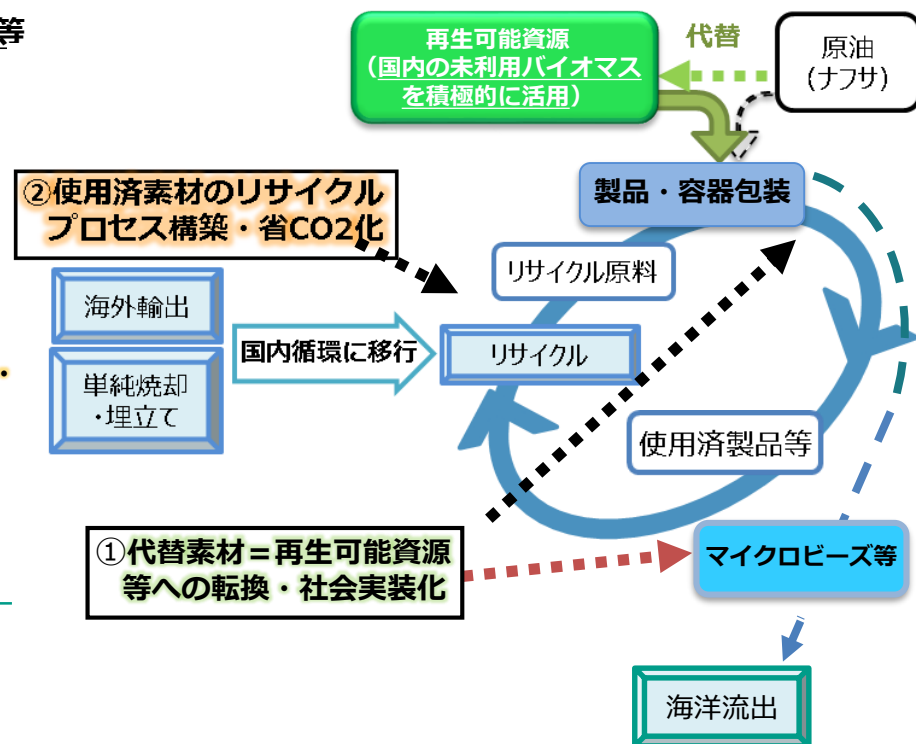 等
再生可能資源
（国内の未利用バイオマス
を積極的に活用）
代替
原油
(ナフサ)
製品・容器包装
②使用済素材のリサイクル
プロセス構築・省CO2化
リサイクル原料
海外輸出
国内循環に移行
リサイクル
単純焼却
・埋立て
使用済製品等
①代替素材＝再生可能資源
等への転換・社会実装化
マイクロビーズ等
海洋流出